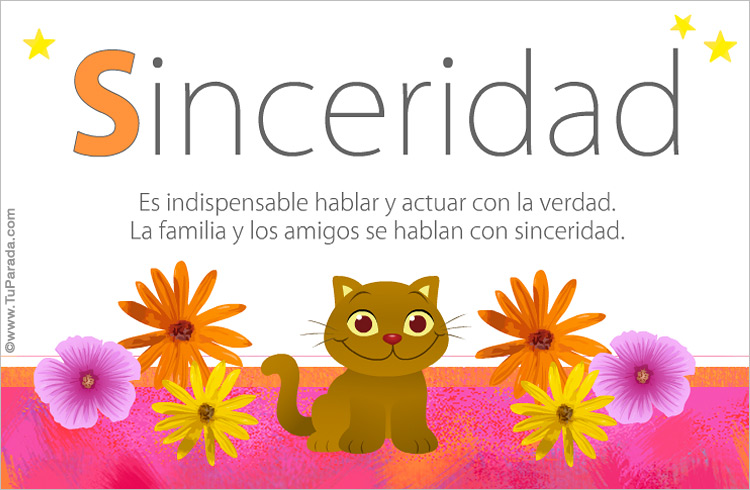 Sinceridad
Es indispensable hablar y actuar con la verdad.
La familia y los amigos se hablan con sinceridad.
©www.TuParada.com